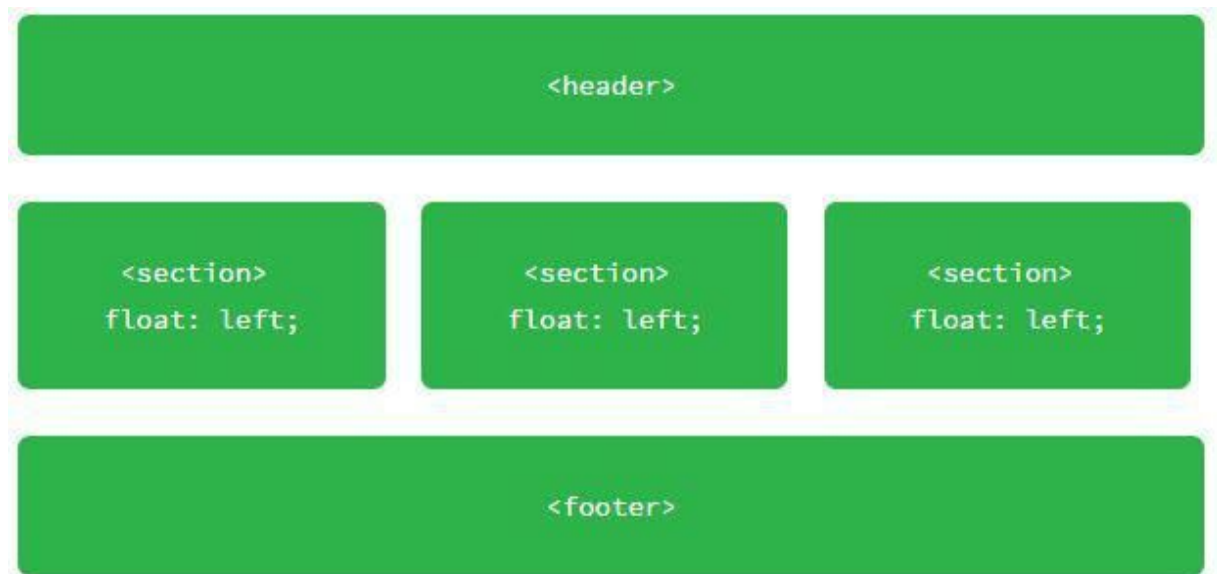 <header>
<section>
float: left;
<section>
float: left;
<section>
float: left;
<footer>